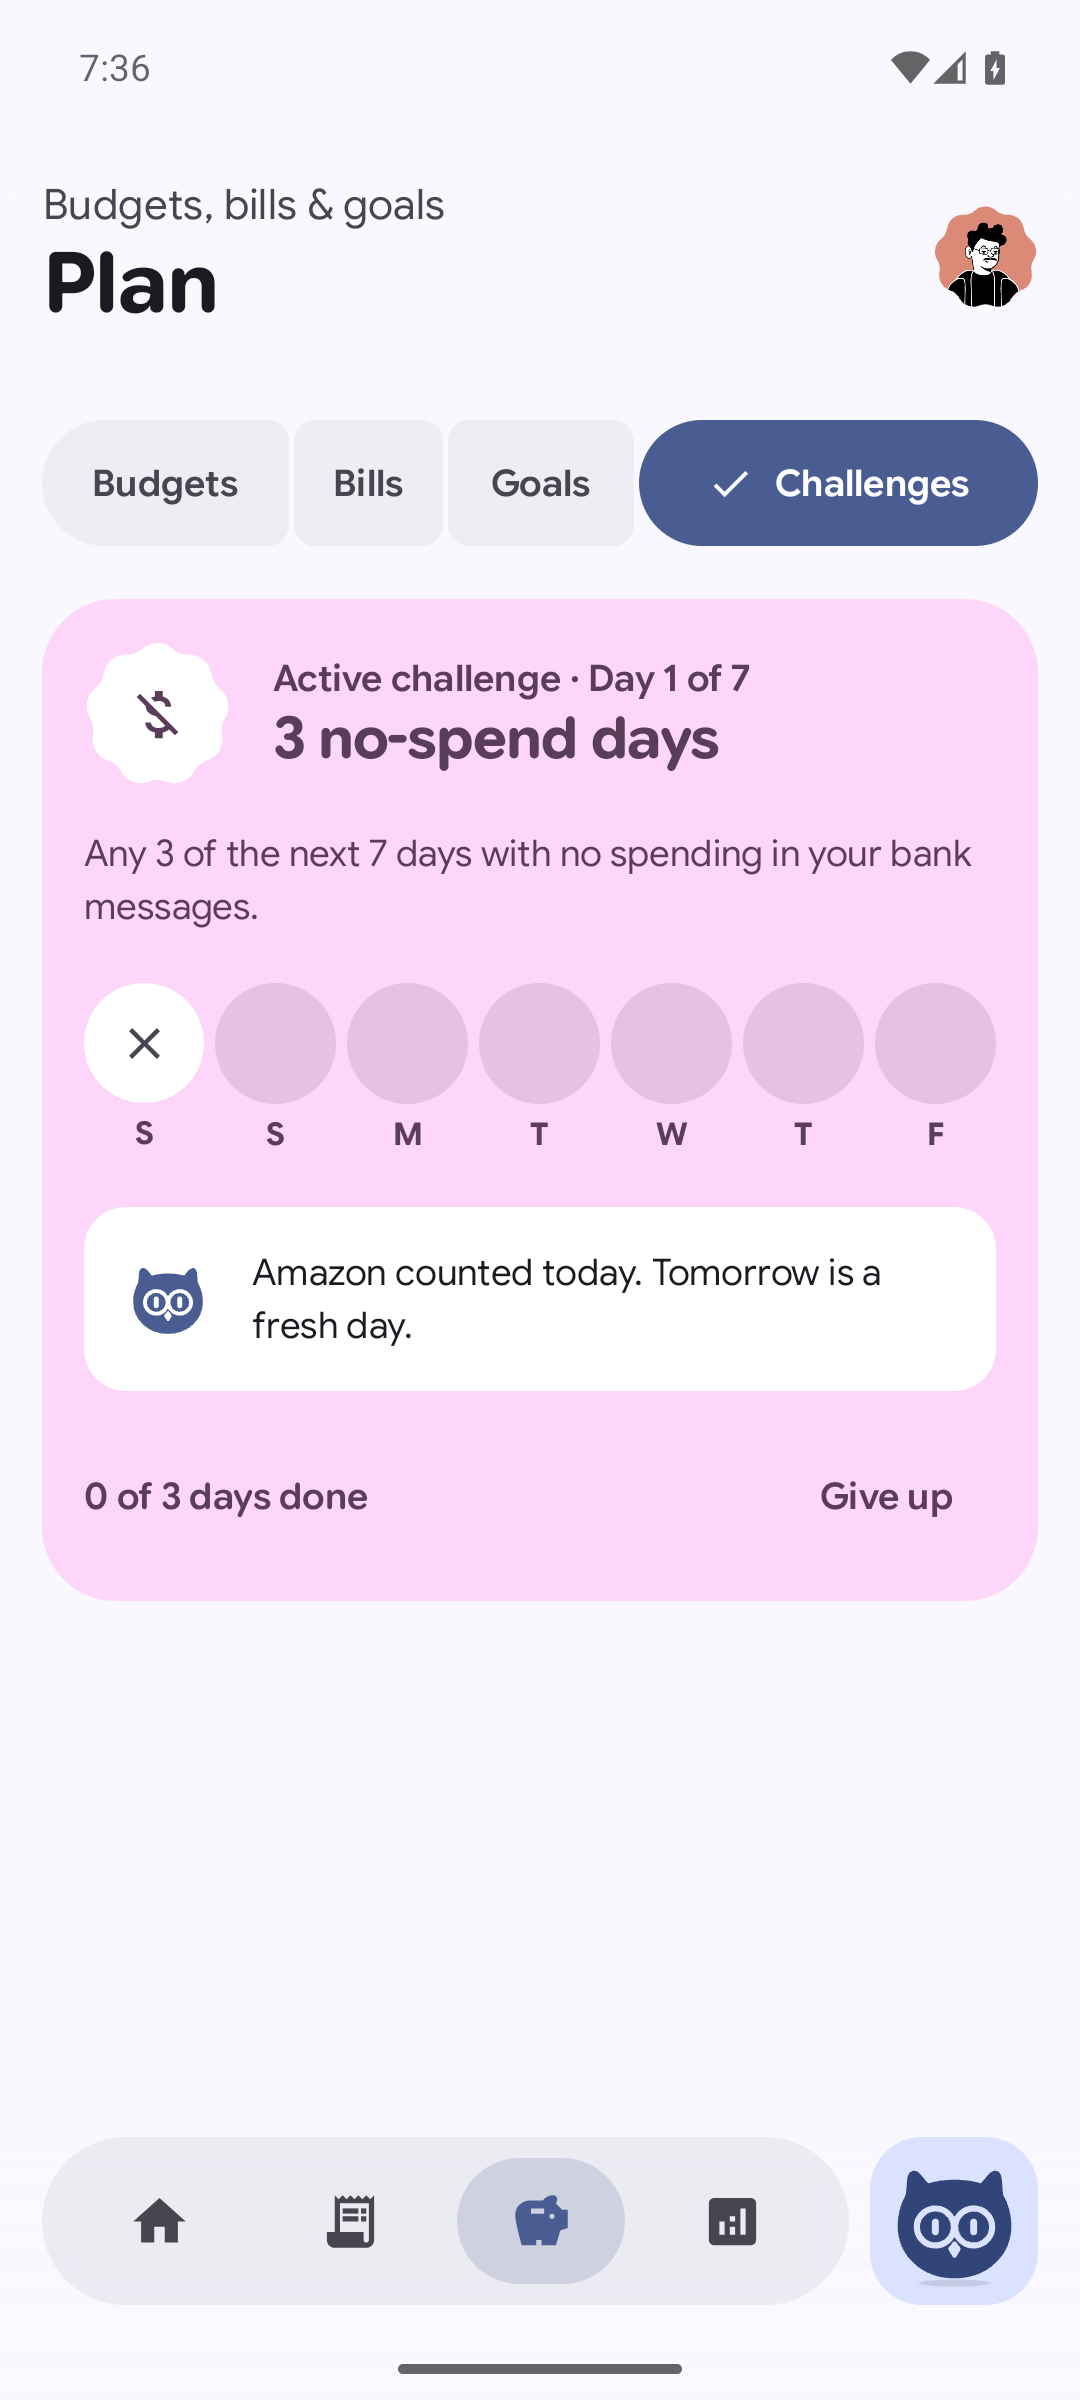 7:36
Budgets, bills & goals
Plan
Budgets
Bills
Goals
Challenges
Active challenge · Day 1 of 7
3 no-spend days
Any 3 of the next 7 days with no spending in your bank
messages.
S S M T W T F
Amazon counted today. Tomorrow is a
fresh day.
0 of 3 days done
Give up